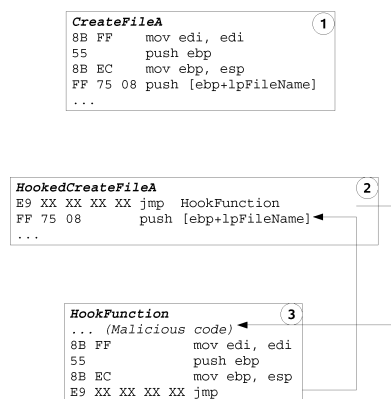 CreateFileA 1
8B FF mov edi, edi
55 push ebp
8B EC mov ebp, esp
FF 75 08 push [ebp+lpFileName]
...
HookedCreateFileA 2
E9 XX XX XX XX jmp HookFunction
FF 75 08 push [ebp+lpFileName]
...
HookFunction 3
... (Malicious code)
8B FF mov edi, edi
55 push ebp
8B EC mov ebp, esp
E9 XX XX XX XX jmp